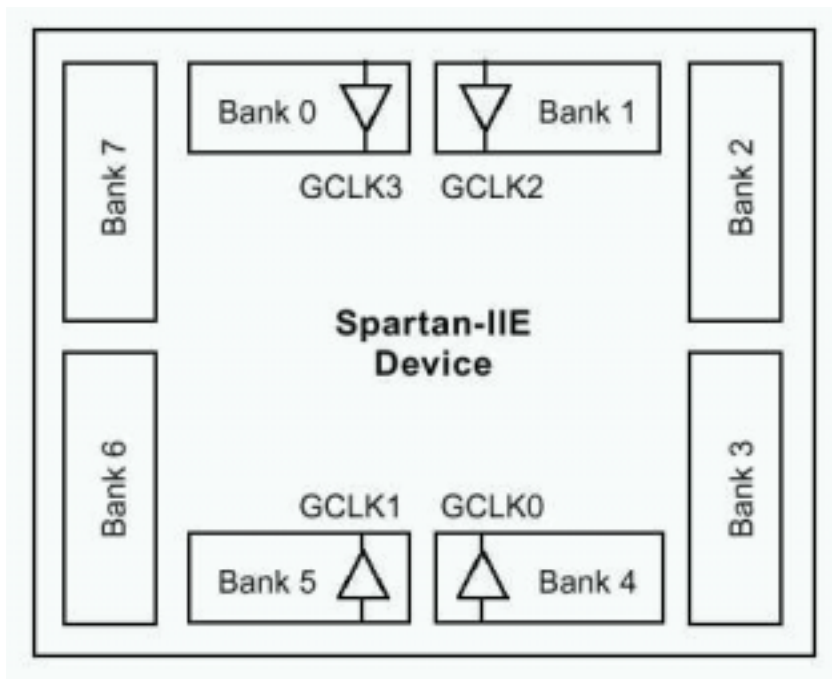 Bank 0
Bank 1
GCLK3
GCLK2
Bank 7
Bank 2
Spartan-IIE
Device
Bank 6
Bank 3
GCLK1
GCLK0
Bank 5
Bank 4